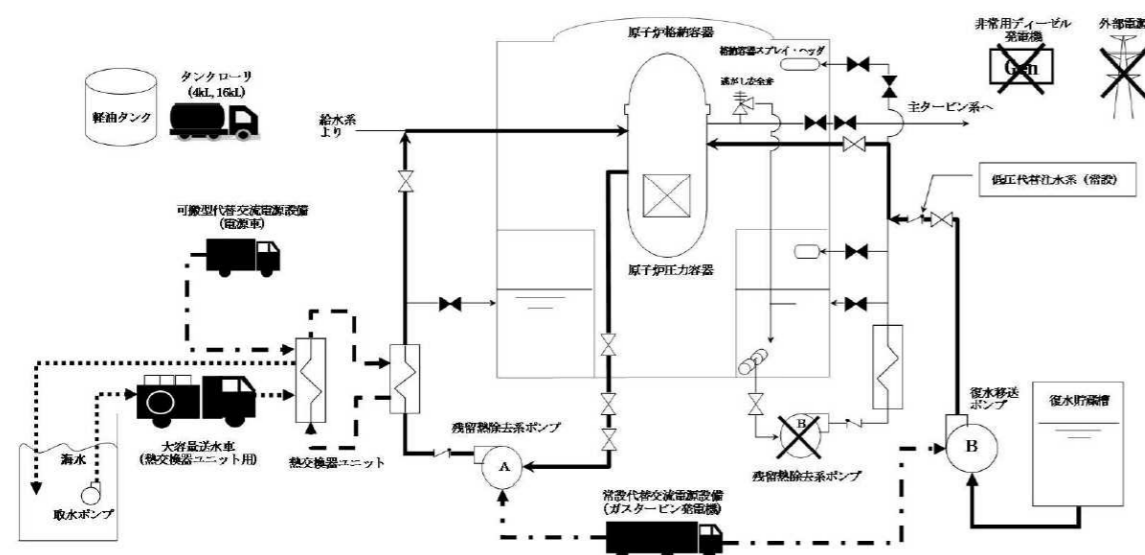 原子炉格納容器
非常用ディーゼル
発電機
外部電源
Gen
タンクローリ
(4kL, 16kL)
軽油タンク
格納容器スプレイ・ヘッダ
逃がし安全弁
主タービン系へ
給水系
より
低圧代替注水系（常設）
可搬型代替交流電源設備
(電源車)
原子炉圧力容器
復水移送
ポンプ
復水貯蔵槽
残留熱除去系ポンプ
A
B
B
大容量送水車
(熱交換器ユニット用)
熱交換器ユニット
海水
取水ポンプ
残留熱除去系ポンプ
常設代替交流電源設備
(ガスタービン発電機)